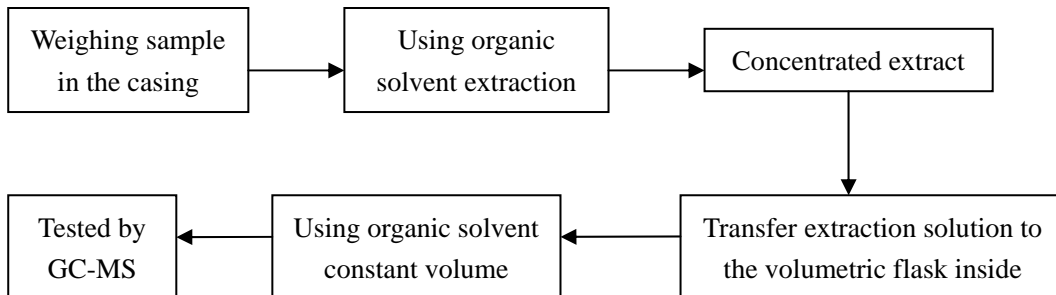 Weighing sample
in the casing
Using organic
solvent extraction
Concentrated extract
Transfer extraction solution to
the volumetric flask inside
Using organic solvent
constant volume
Tested by
GC-MS